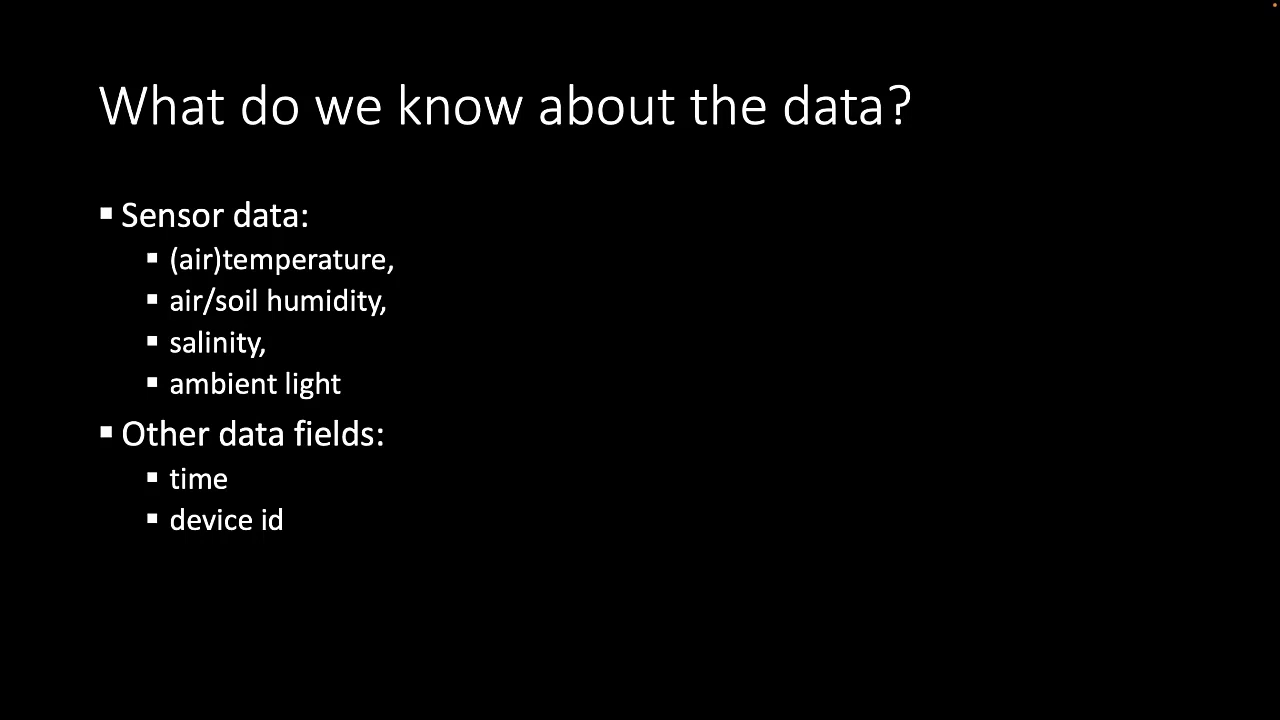 What do we know about the data?
▪ Sensor data:
▪ (air)temperature,
▪ air/soil humidity,
▪ salinity,
▪ ambient light
▪ Other data fields:
▪ time
▪ device id